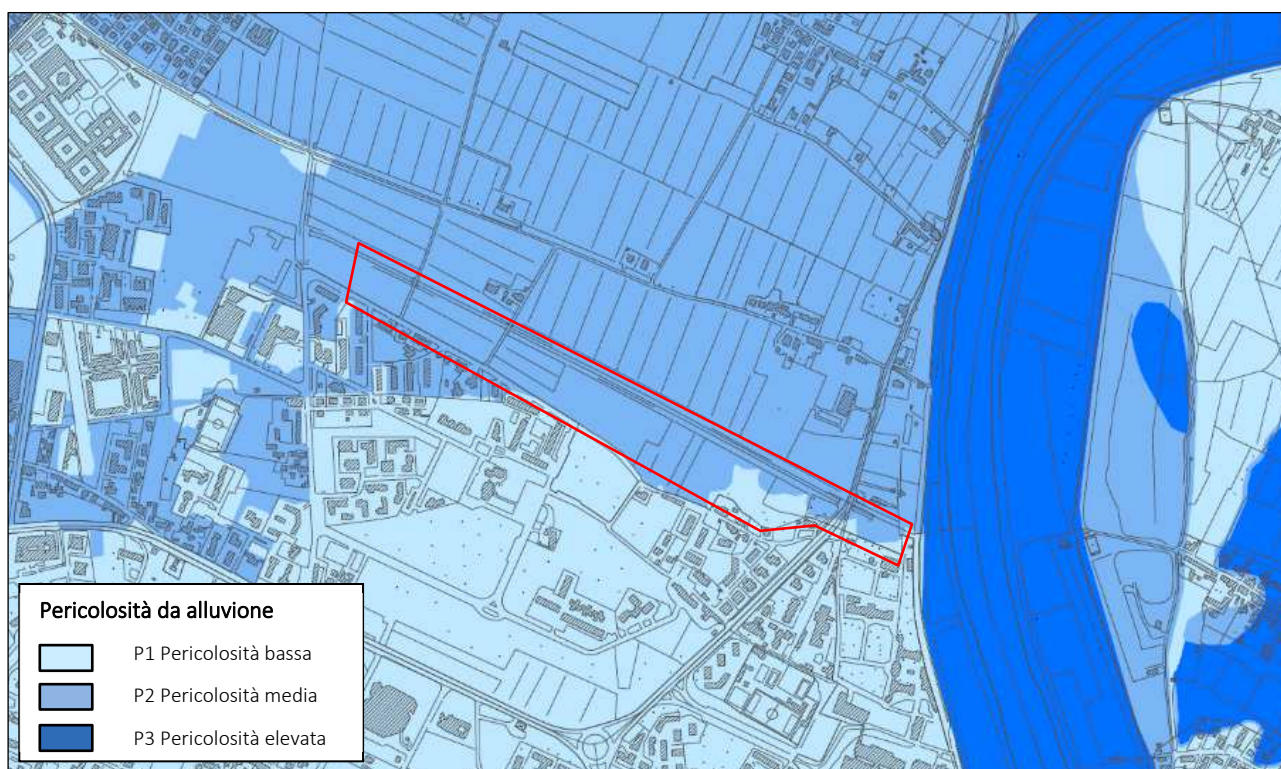 Pericolosità da alluvione
P1 Pericolosità bassa
P2 Pericolosità media
P3 Pericolosità elevata